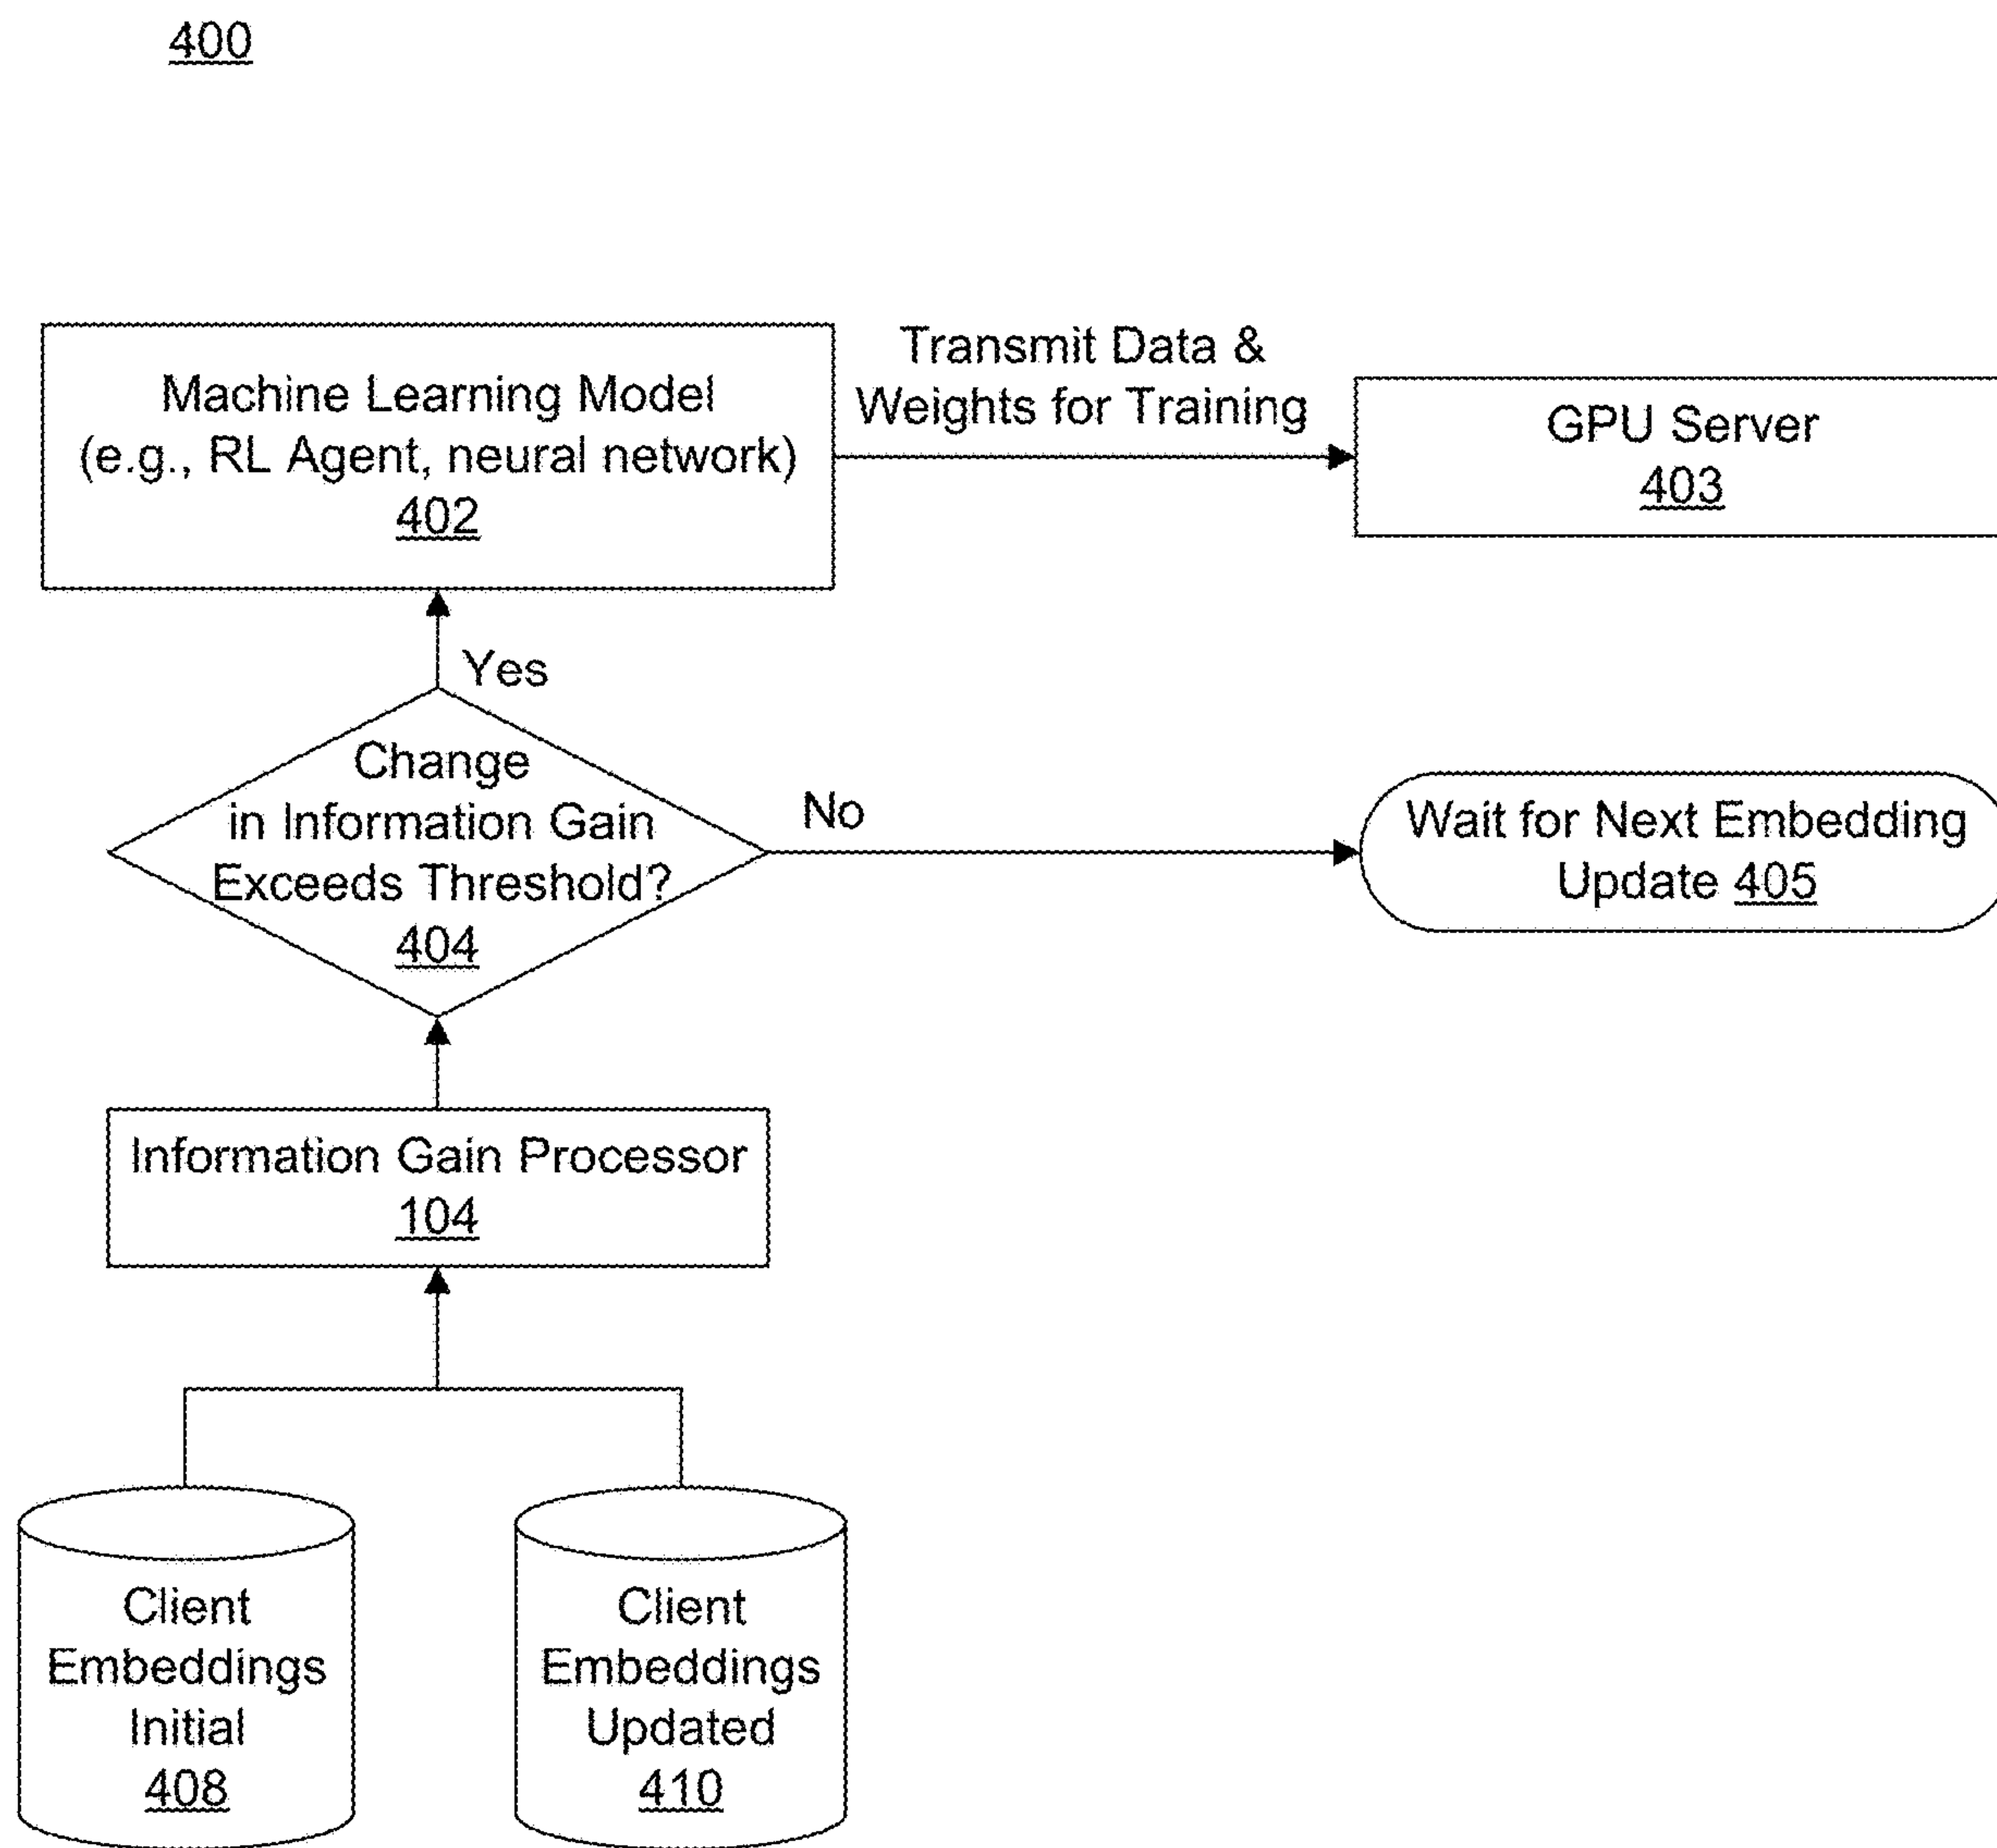 400
Machine Learning Model
(e.g., RL Agent, neural network)
402
Transmit Data &
Weights for Training
GPU Server
403
Yes
Change
in Information Gain
Exceeds Threshold?
404
No
Wait for Next Embedding
Update 405
Information Gain Processor
104
Client
Embeddings
Initial
408
Client
Embeddings
Updated
410